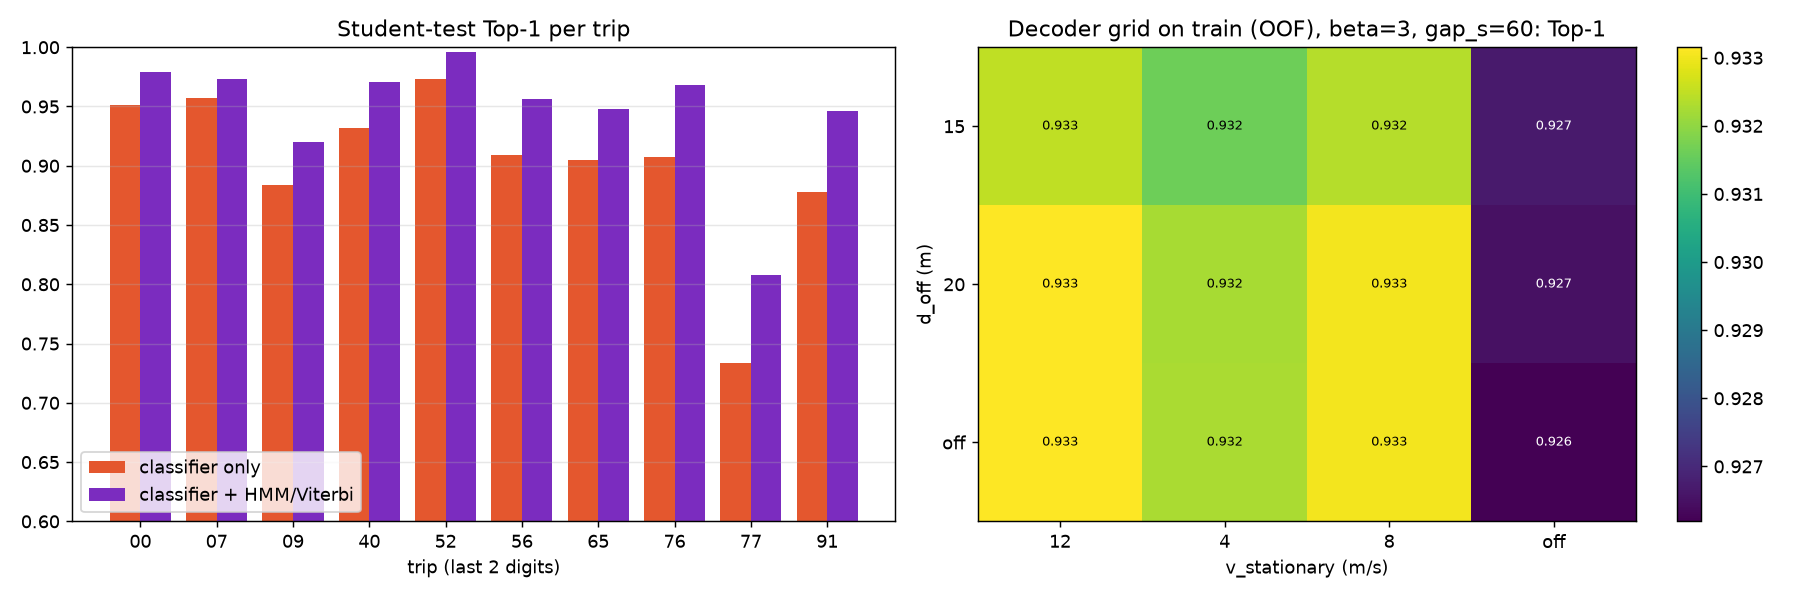 Student-test Top-1 per trip
1.00
0.95
0.90
0.85
0.80
0.75
0.70
0.65
0.60
classifier only
classifier + HMM/Viterbi
00 07 09 40 52 56 65 76 77 91
trip (last 2 digits)
Decoder grid on train (OOF), beta=3, gap_s=60: Top-1
d_off (m)
15 0.933 0.932 0.932 0.927
20 0.933 0.932 0.933 0.927
off 0.933 0.932 0.933 0.926
12 4 8 off
v_stationary (m/s)
0.933
0.932
0.931
0.930
0.929
0.928
0.927